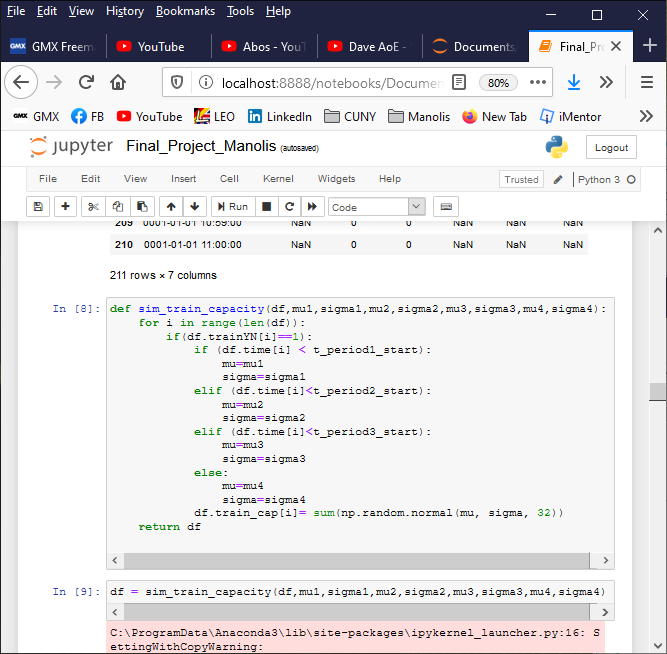 File Edit View History Bookmarks Tools Help
GMX GMX Freem YouTube Abos - You Dave AoE - Documents Final_Pro
localhost:8888/notebooks/Documen 80%
GMX GMX FB YouTube LEO LinkedIn CUNY Manolis New Tab iMentor
jupyter Final_Project_Manolis (autosaved) Logout
File Edit View Insert Cell Kernel Widgets Help Trusted Python 3
Run Code
209 0001-01-01 10:59:00 NaN 0 0 NaN NaN NaN
210 0001-01-01 11:00:00 NaN 0 0 NaN NaN NaN
211 rows × 7 columns
In [8]: def sim_train_capacity(df,mu1,sigma1,mu2,sigma2,mu3,sigma3,mu4,sigma4):
for i in range(len(df)):
if(df.trainYN[i]==1):
if (df.time[i] < t_period1_start):
mu=mu1
sigma=sigma1
elif (df.time[i]<t_period2_start):
mu=mu2
sigma=sigma2
elif (df.time[i]<t_period3_start):
mu=mu3
sigma=sigma3
else:
mu=mu4
sigma=sigma4
df.train_cap[i]= sum(np.random.normal(mu, sigma, 32))
return df
In [9]: df = sim_train_capacity(df,mu1,sigma1,mu2,sigma2,mu3,sigma3,mu4,sigma4)
C:\ProgramData\Anaconda3\lib\site-packages\ipykernel_launcher.py:16: S
ettingWithCopyWarning: